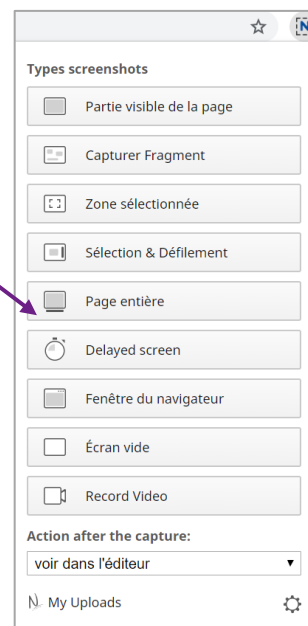 Types screenshots
Partie visible de la page
Capturer Fragment
Zone sélectionnée
Sélection & Défilement
Page entière
Delayed screen
Fenêtre du navigateur
Écran vide
Record Video
Action after the capture:
voir dans l'éditeur
My Uploads